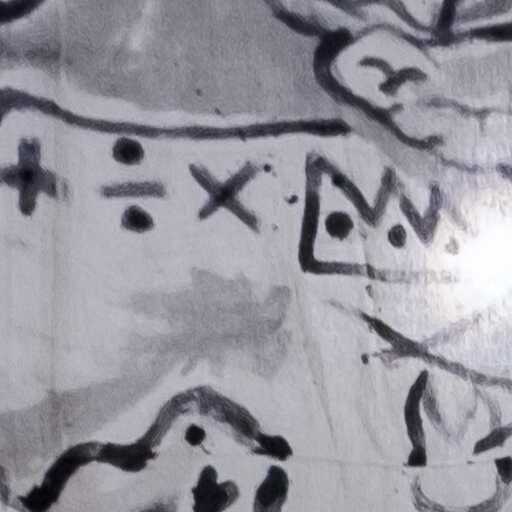 + ÷ ×